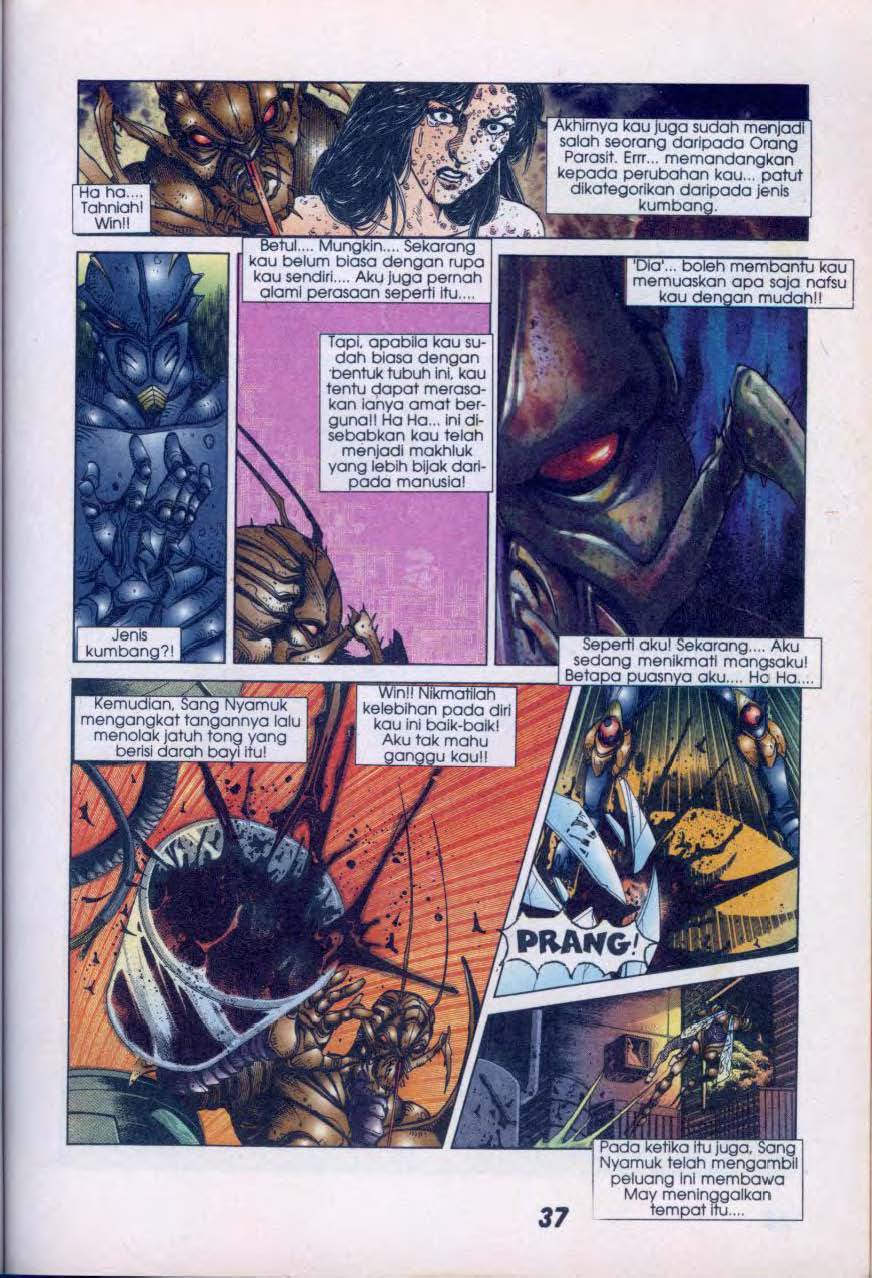 Ha ha....
Tahniah!
Win!!
Akhirnya kau juga sudah menjadi
salah seorang daripada Orang
Parasit. Errr... memandangkan
kepada perubahan kau... patut
dikategorikan daripada jenis
kumbang.
Jenis
kumbang?!
Betul.... Mungkin.... Sekarang
kau belum biasa dengan rupa
kau sendiri.... Aku juga pernah
alami perasaan seperti itu....
Tapi, apabila kau su-
dah biasa dengan
bentuk tubuh ini, kau
tentu dapat merasa-
kan ianya amat ber-
guna!! Ha Ha... ini di-
sebabkan kau telah
menjadi makhluk
yang lebih bijak dari-
pada manusia!
'Dia'... boleh membantu kau
memuaskan apa saja nafsu
kau dengan mudah!!
Seperti aku! Sekarang.... Aku
sedang menikmati mangsaku!
Betapa puasnya aku.... Ha Ha....
Kemudian, Sang Nyamuk
mengangkat tangannya lalu
menolak jatuh tong yang
berisi darah bayi itu!
Win!! Nikmatilah
kelebihan pada diri
kau ini baik-baik!
Aku tak mahu
ganggu kau!!
PRANG!
Pada ketika itu juga, Sang
Nyamuk telah mengambil
peluang ini membawa
May meninggalkan
tempat itu....
37